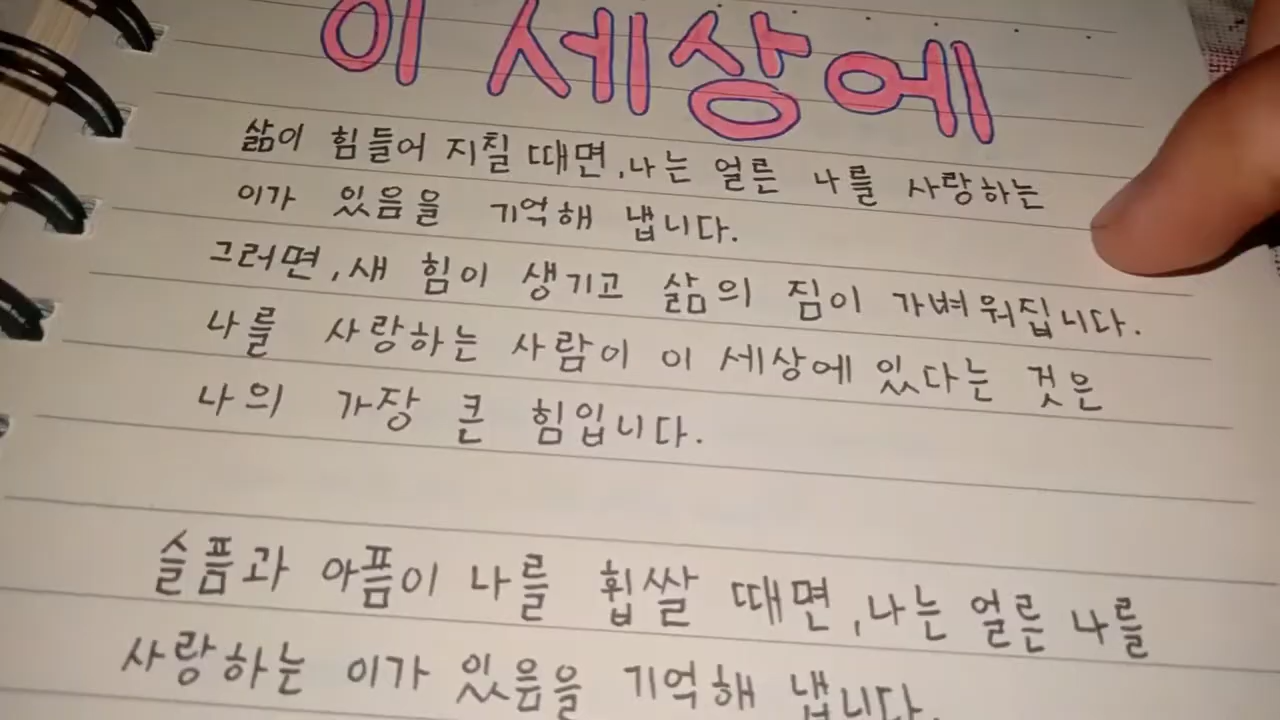 이 세상에
삶이 힘들어 지칠 때면,나는 얼른 나를 사랑하는
이가 있음을 기억해 냅니다.
그러면,새 힘이 생기고 삶의 짐이 가벼워집니다.
나를 사랑하는 사람이 이 세상에 있다는 것은
나의 가장 큰 힘입니다.
슬픔과 아픔이 나를 휩쌀 때면,나는 얼른 나를
사랑하는 이가 있음을 기억해 냅니다.